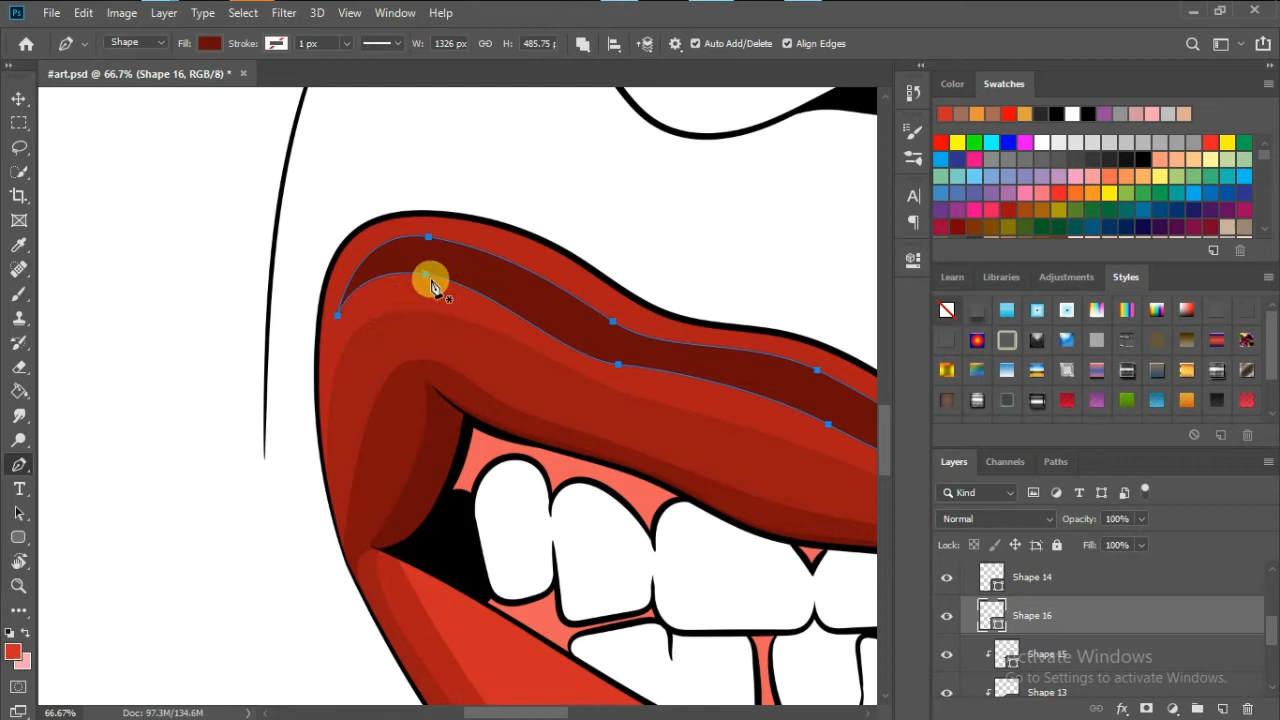 Ps File Edit Image Layer Type Select Filter 3D View Window Help
Shape Fill: Stroke: 1 px W: 1326 px H: 485.75 p Auto Add/Delete Align Edges
#art.psd @ 66.7% (Shape 16, RGB/8) * ×
Color Swatches
Learn Libraries Adjustments Styles
Layers Channels Paths
Kind
Normal Opacity: 100%
Lock: Fill: 100%
Shape 14
Shape 16
Shape 15
Activate Windows
Go to Settings to activate Windows.
Shape 13
66.67% Doc: 97.3M/134.6M